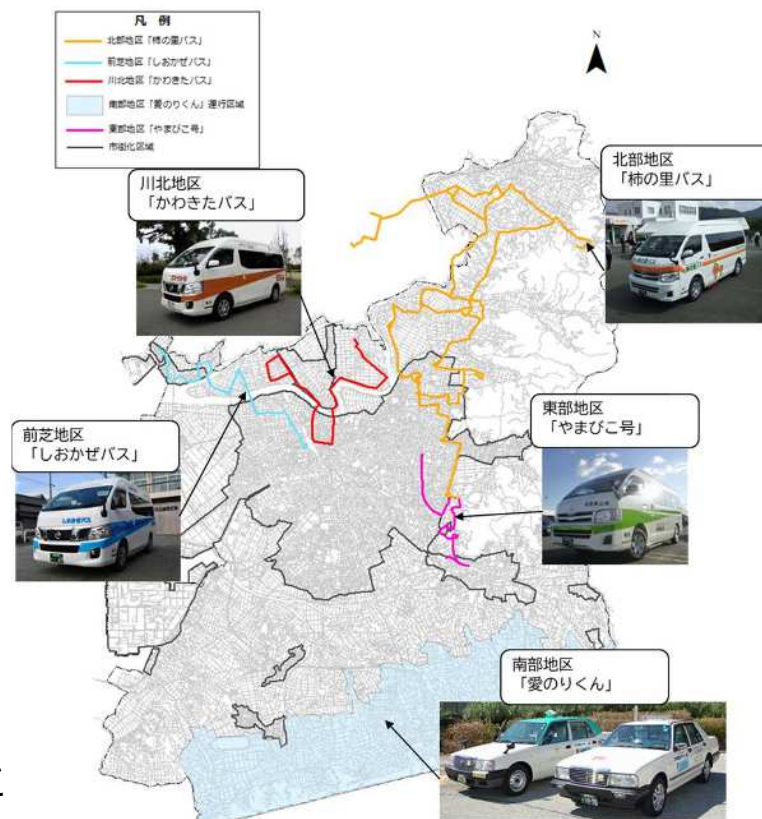 凡 例
北部地区「柿の里バス」
前芝地区「しおかぜバス」
川北地区「かわきたバス」
南部地区「愛のりくん」運行区域
東部地区「やまびこ号」
市街化区域
N
川北地区
「かわきたバス」
北部地区
「柿の里バス」
前芝地区
「しおかぜバス」
東部地区
「やまびこ号」
南部地区
「愛のりくん」